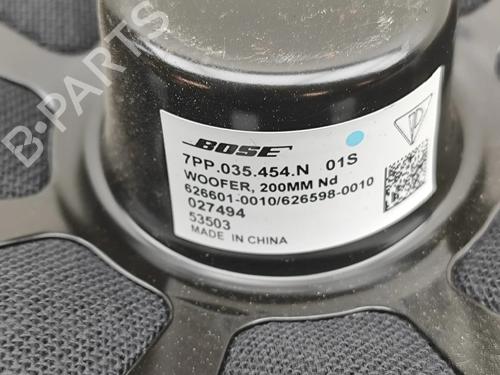 B-PARTS
BOSE
7PP.035.454.N 01S
WOOFER, 200MM Nd
626601-0010/626598-0010
027494
53503
MADE IN CHINA